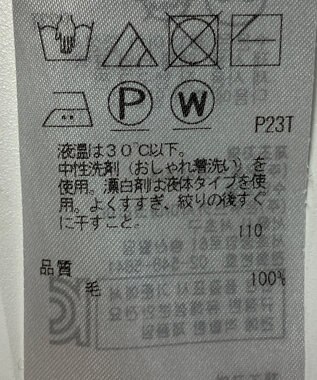 P W
P23T
液温は30℃以下。
中性洗剤（おしゃれ着洗い）を
使用。漂白剤は液体タイプを使
用。よくすすぎ、絞りの後すぐ
に干すこと。
110
品質
毛 100%